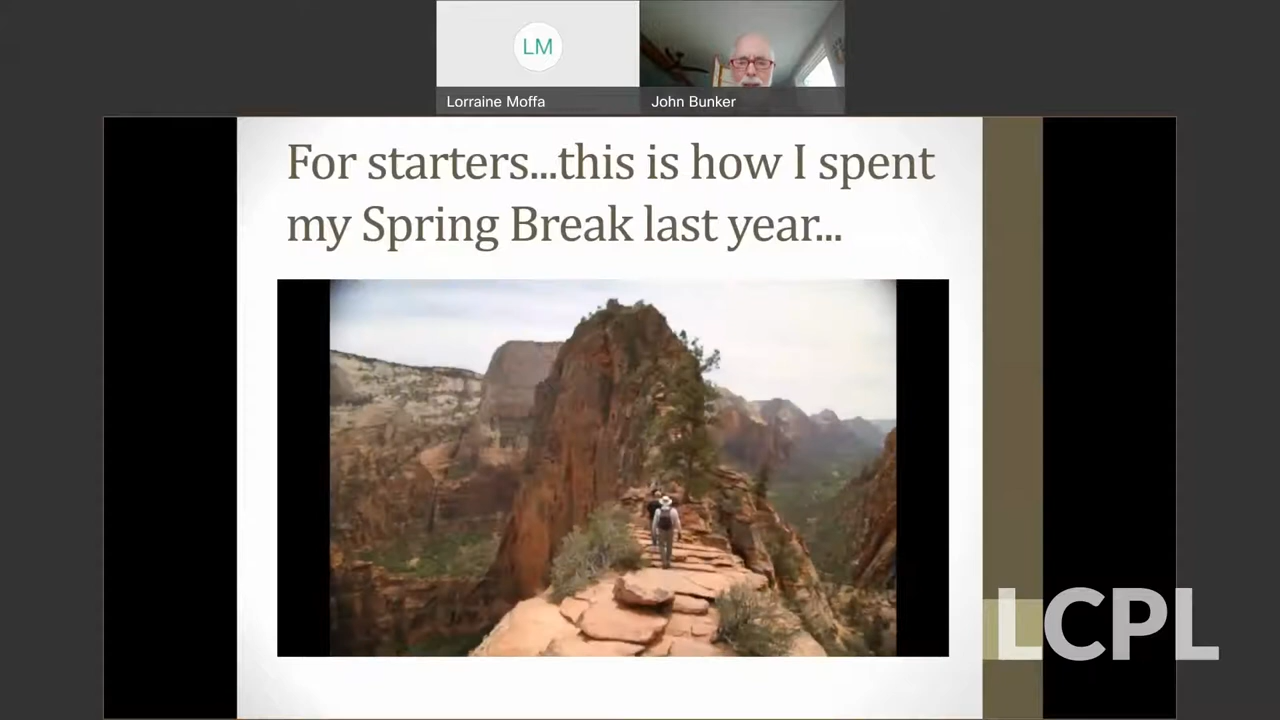 LM
Lorraine Moffa
John Bunker
For starters...this is how I spent
my Spring Break last year...
LCPL